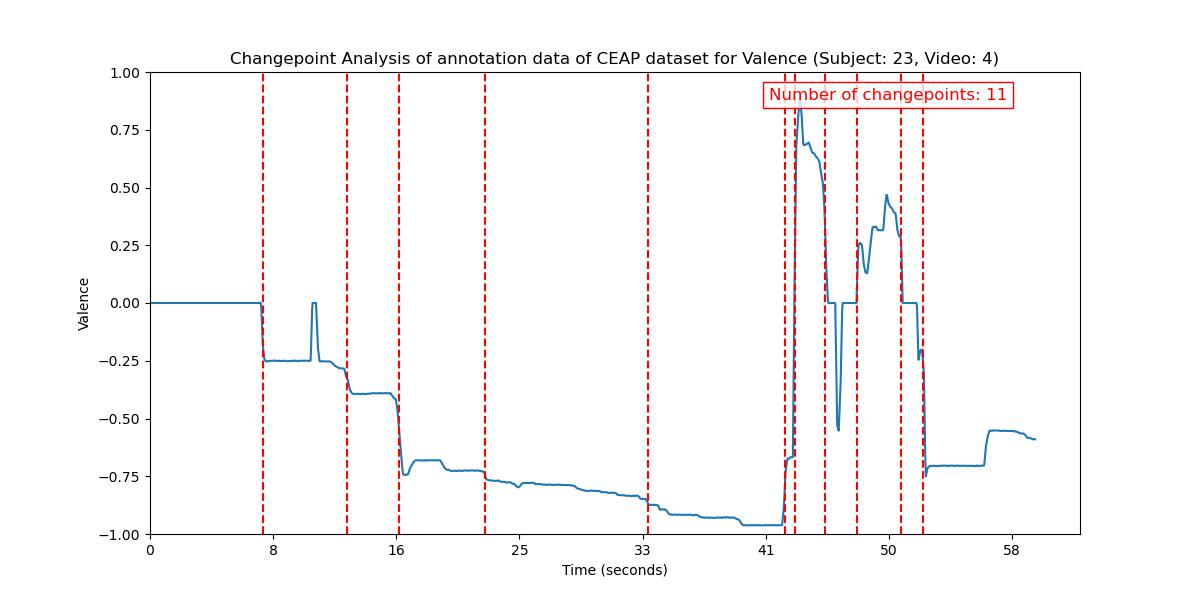 Changepoint Analysis of annotation data of CEAP dataset for Valence (Subject: 23, Video: 4)
Number of changepoints: 11
1.00
0.75
0.50
0.25
0.00
−0.25
−0.50
−0.75
−1.00
Valence
0 8 16 25 33 41 50 58
Time (seconds)